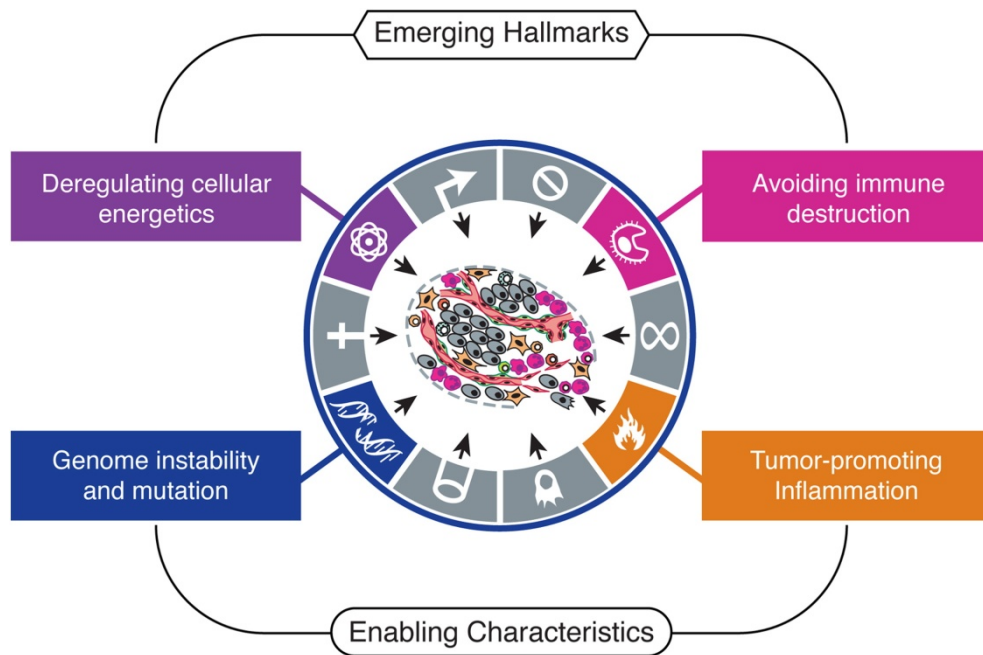 Emerging Hallmarks
Deregulating cellular
energetics
Avoiding immune
destruction
Genome instability
and mutation
Tumor-promoting
Inflammation
Enabling Characteristics